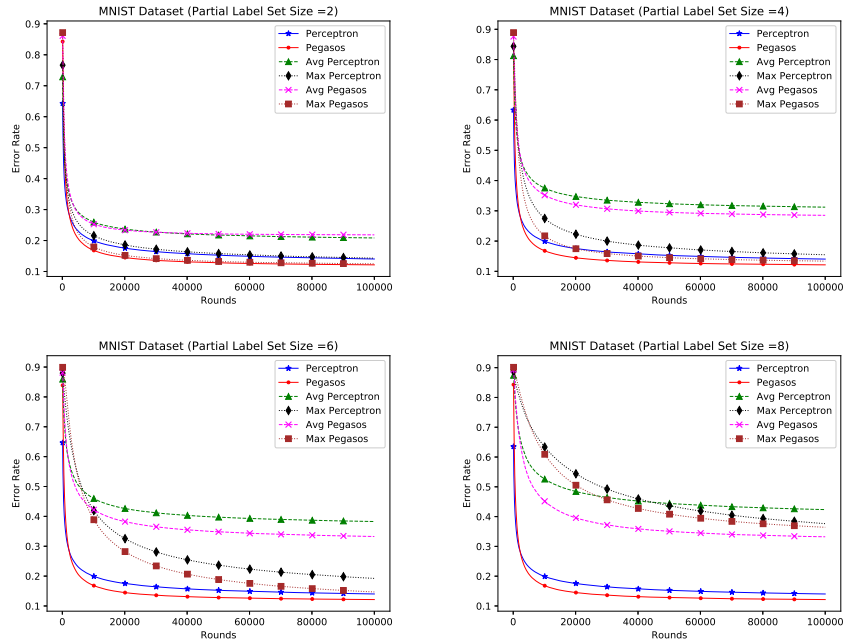 MNIST Dataset (Partial Label Set Size =2)
0.9
0.8
0.7
0.6
0.5
0.4
0.3
0.2
0.1
Error Rate
Perceptron
Pegasos
Avg Perceptron
Max Perceptron
Avg Pegasos
Max Pegasos
0 20000 40000 60000 80000 100000
Rounds
MNIST Dataset (Partial Label Set Size =4)
0.9
0.8
0.7
0.6
0.5
0.4
0.3
0.2
0.1
Error Rate
Perceptron
Pegasos
Avg Perceptron
Max Perceptron
Avg Pegasos
Max Pegasos
0 20000 40000 60000 80000 100000
Rounds
MNIST Dataset (Partial Label Set Size =6)
0.9
0.8
0.7
0.6
0.5
0.4
0.3
0.2
0.1
Error Rate
Perceptron
Pegasos
Avg Perceptron
Max Perceptron
Avg Pegasos
Max Pegasos
0 20000 40000 60000 80000 100000
Rounds
MNIST Dataset (Partial Label Set Size =8)
0.9
0.8
0.7
0.6
0.5
0.4
0.3
0.2
0.1
Error Rate
Perceptron
Pegasos
Avg Perceptron
Max Perceptron
Avg Pegasos
Max Pegasos
0 20000 40000 60000 80000 100000
Rounds